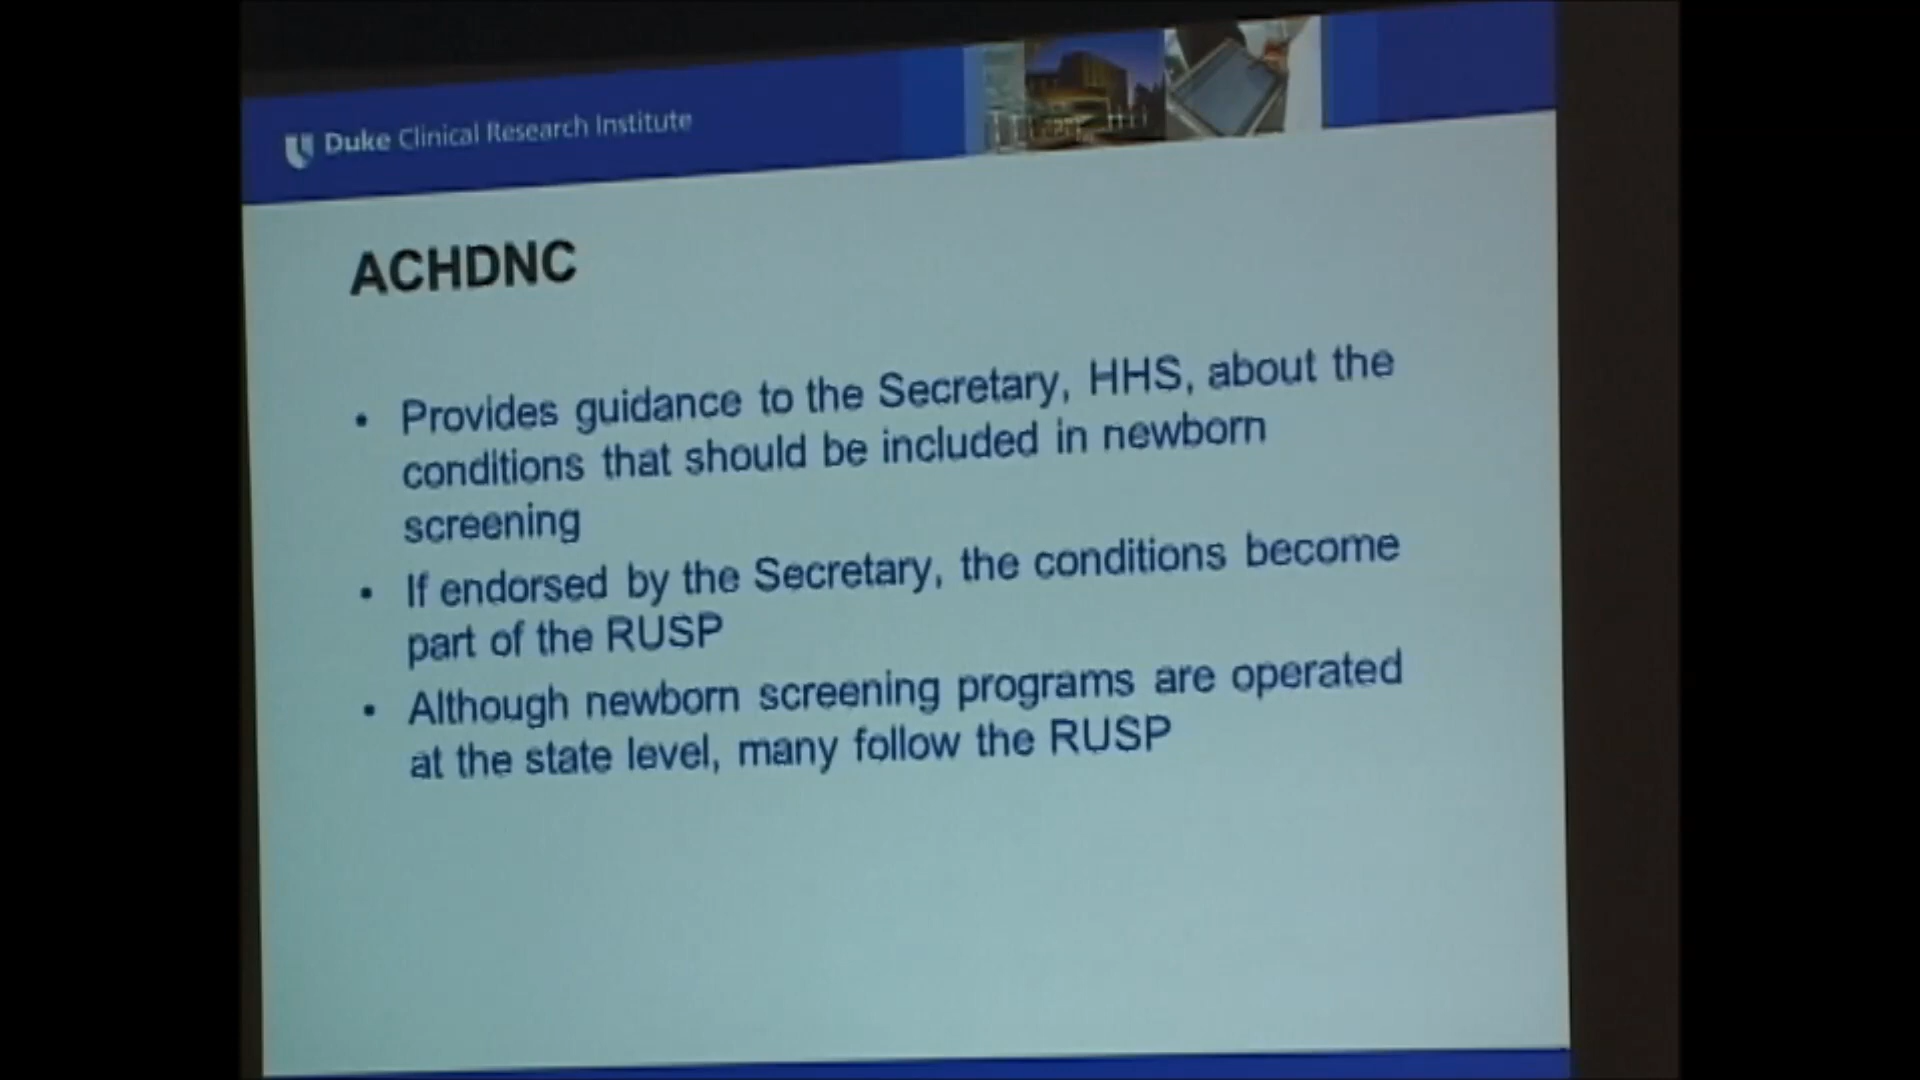 Duke Clinical Research Institute
ACHDNC
• Provides guidance to the Secretary, HHS, about the
conditions that should be included in newborn
screening
• If endorsed by the Secretary, the conditions become
part of the RUSP
• Although newborn screening programs are operated
at the state level, many follow the RUSP